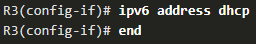 R3(config-if)# ipv6 address dhcp
R3(config-if)# end